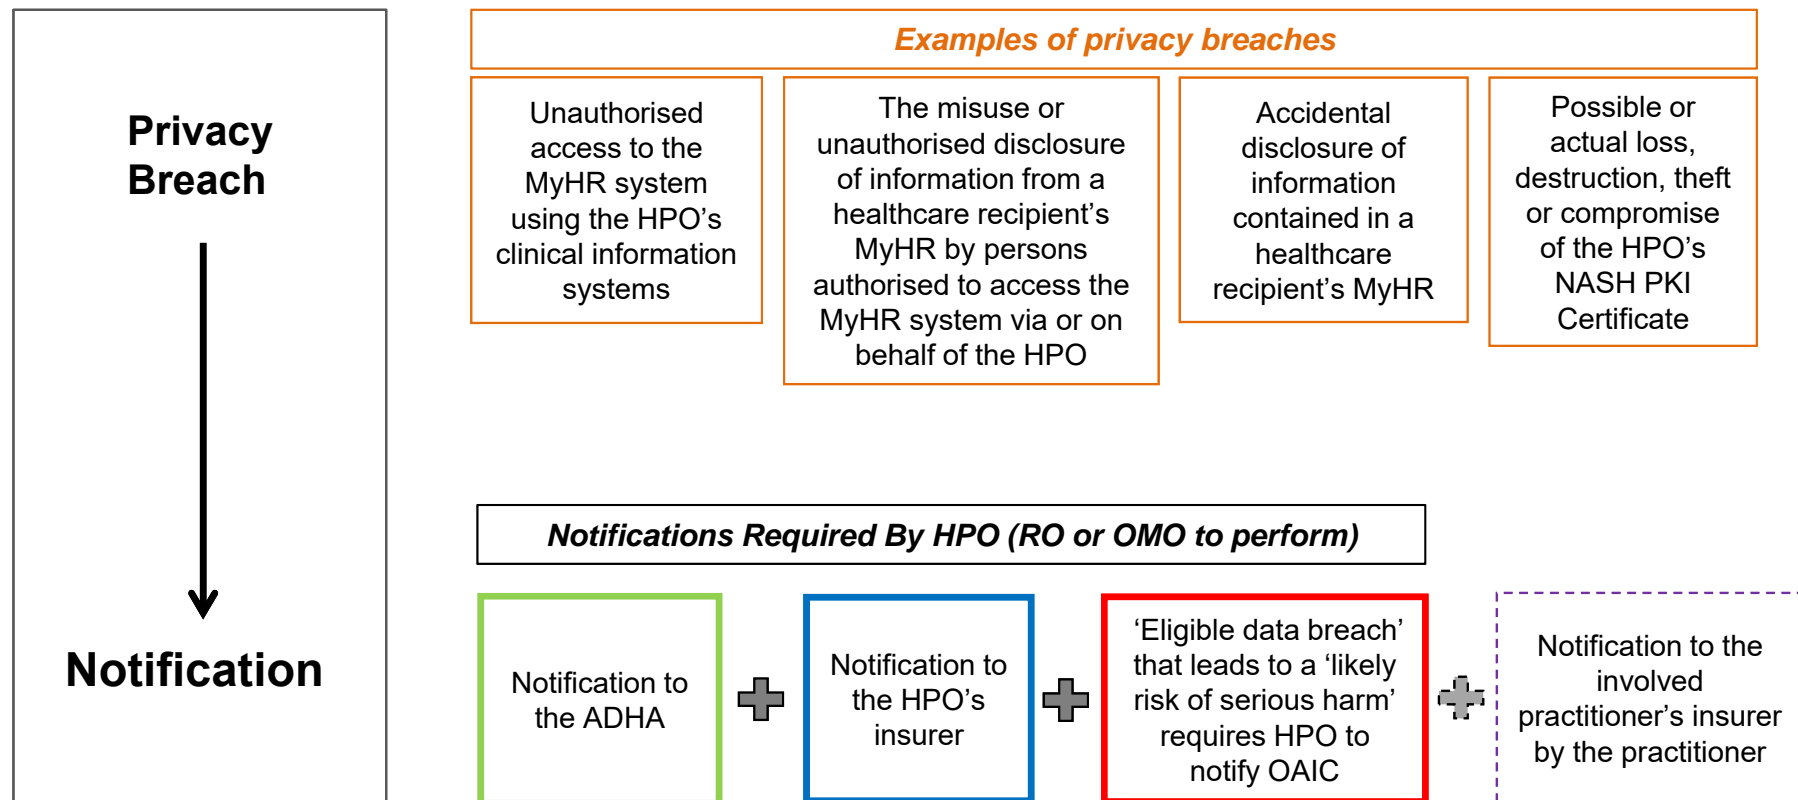 Privacy
Breach
Notification
Examples of privacy breaches
Unauthorised
access to the
MyHR system
using the HPO’s
clinical information
systems
The misuse or
unauthorised disclosure
of information from a
healthcare recipient’s
MyHR by persons
authorised to access the
MyHR system via or on
behalf of the HPO
Accidental
disclosure of
information
contained in a
healthcare
recipient’s MyHR
Possible or
actual loss,
destruction, theft
or compromise
of the HPO’s
NASH PKI
Certificate
Notifications Required By HPO (RO or OMO to perform)
Notification to
the ADHA
Notification to
the HPO’s
insurer
‘Eligible data breach’
that leads to a ‘likely
risk of serious harm’
requires HPO to
notify OAIC
Notification to the
involved
practitioner’s insurer
by the practitioner